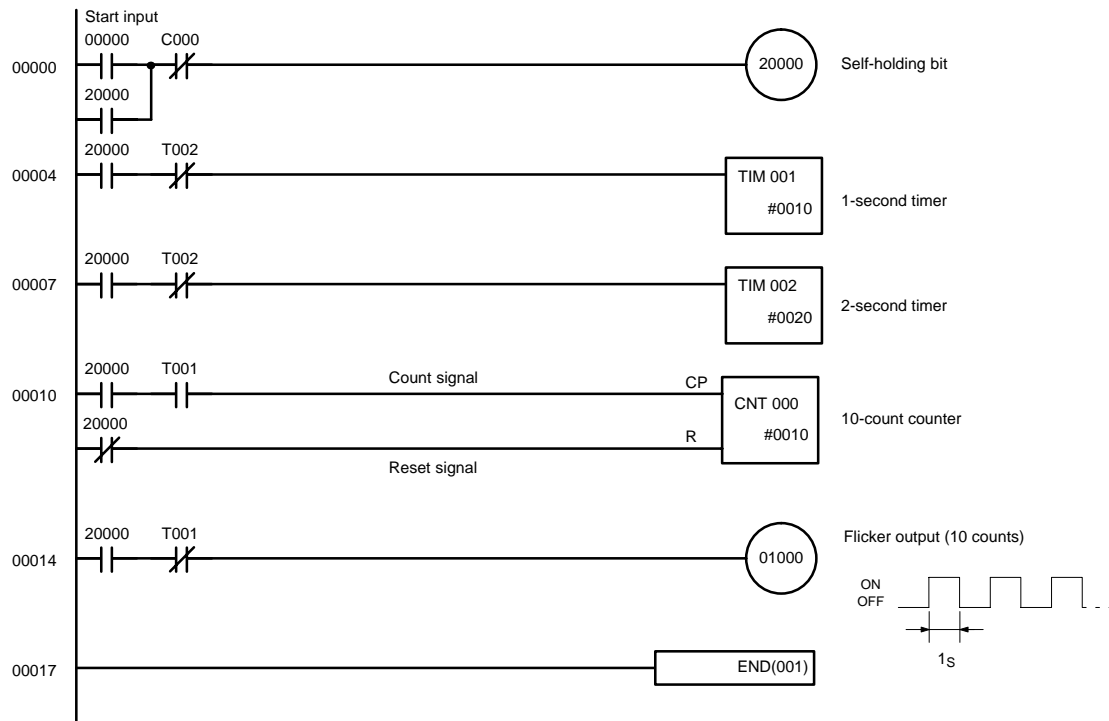 Start input
00000 C000
00000
20000
Self-holding bit
20000
20000 T002
00004
TIM 001
#0010
1-second timer
20000 T002
00007
TIM 002
#0020
2-second timer
20000 T001
00010
Count signal
CP
CNT 000
#0010
10-count counter
20000
R
Reset signal
20000 T001
00014
01000
Flicker output (10 counts)
ON
OFF
1S
00017
END(001)